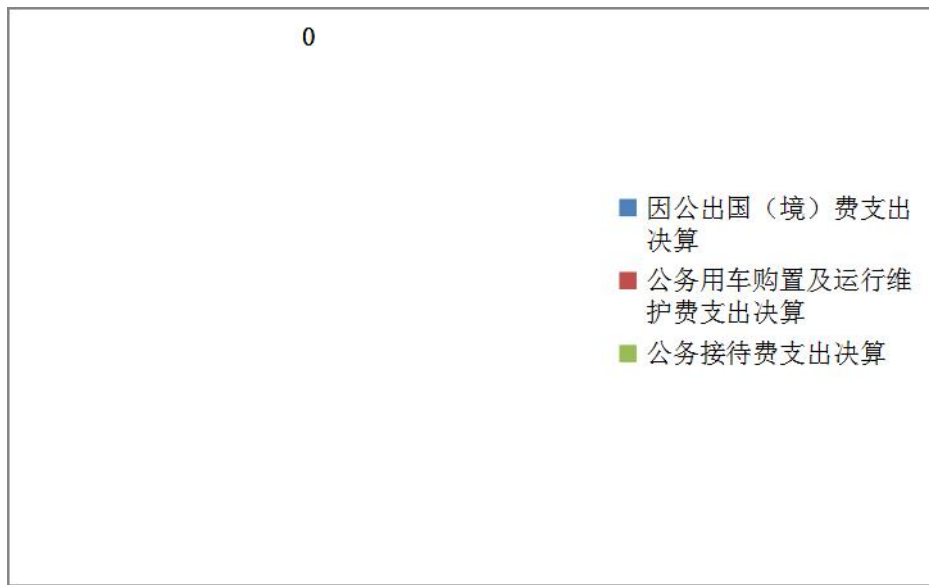 0
因公出国（境）费支出
决算
公务用车购置及运行维
护费支出决算
公务接待费支出决算